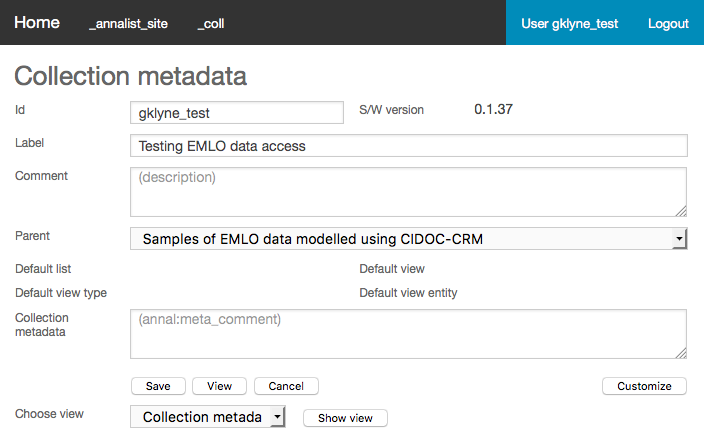 Home _annalist_site _coll User gklyne_test Logout
Collection metadata
Id gklyne_test S/W version 0.1.37
Label Testing EMLO data access
Comment (description)
Parent Samples of EMLO data modelled using CIDOC-CRM
Default list Default view
Default view type Default view entity
Collection metadata (annal:meta_comment)
Save View Cancel Customize
Choose view Collection metada Show view